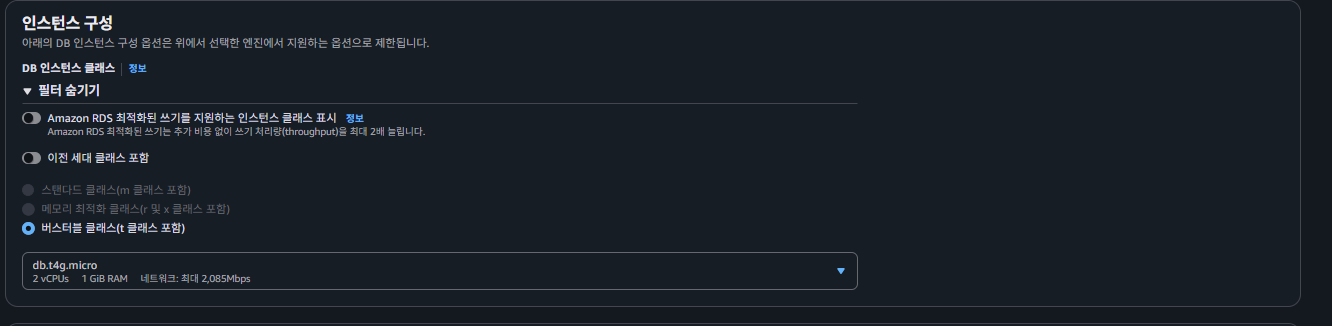 인스턴스 구성
아래의 DB 인스턴스 구성 옵션은 위에서 선택한 엔진에서 지원하는 옵션으로 제한됩니다.
DB 인스턴스 클래스 | 정보
▼ 필터 숨기기
Amazon RDS 최적화된 쓰기를 지원하는 인스턴스 클래스 표시 정보
Amazon RDS 최적화된 쓰기는 추가 비용 없이 쓰기 처리량(throughput)을 최대 2배 늘립니다.
이전 세대 클래스 포함
스탠다드 클래스(m 클래스 포함)
메모리 최적화 클래스(r 및 x 클래스 포함)
버스터블 클래스(t 클래스 포함)
db.t4g.micro
2 vCPUs 1 GiB RAM 네트워크: 최대 2,085Mbps